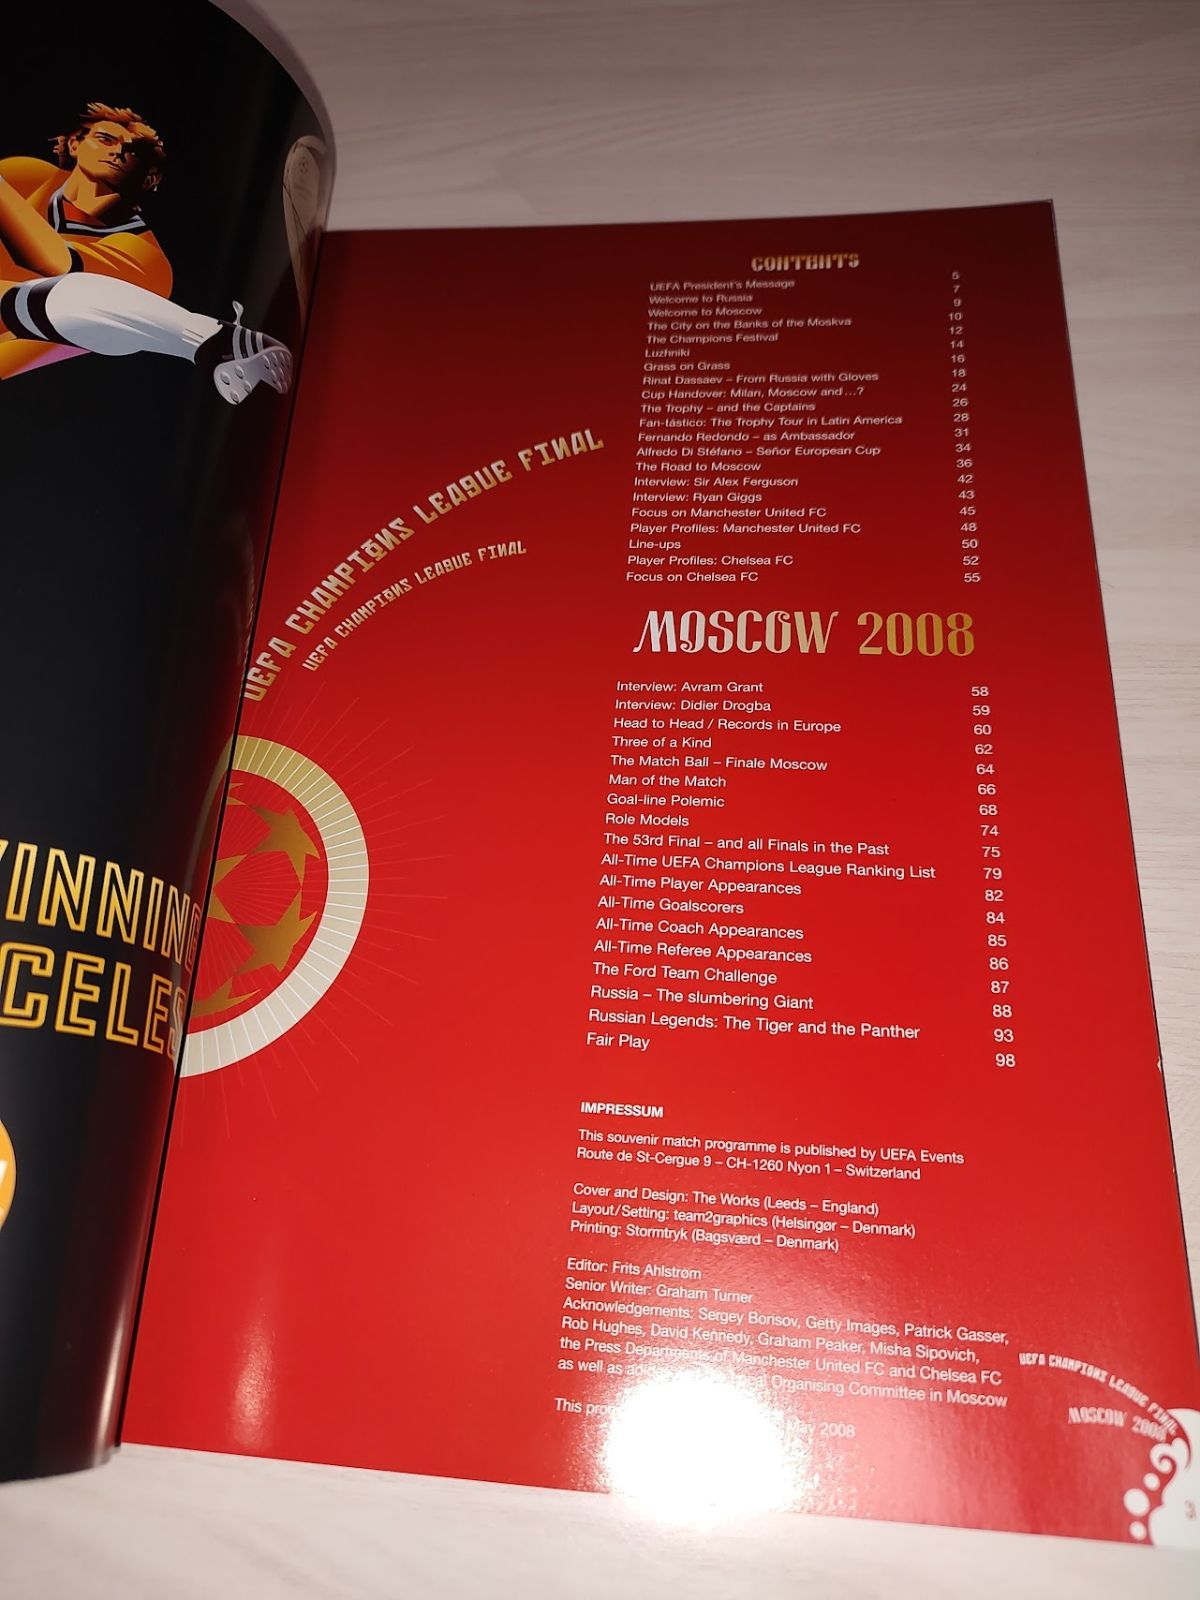 WINNING
CELES
UEFA CHAMPIONS LEAGUE FINAL
UEFA CHAMPIONS LEAGUE FINAL
CONTENTS
UEFA President's Message 5
Welcome to Russia 7
Welcome to Moscow 9
The City on the Banks of the Moskva 10
The Champions Festival 12
Luzhniki 14
Grass on Grass 16
Rinat Dassaev – From Russia with Gloves 18
Cup Handover: Milan, Moscow and …? 24
The Trophy – and the Captains 26
Fan-tástico: The Trophy Tour in Latin America 28
Fernando Redondo – as Ambassador 31
Alfredo Di Stéfano – Señor European Cup 34
The Road to Moscow 36
Interview: Sir Alex Ferguson 42
Interview: Ryan Giggs 43
Focus on Manchester United FC 45
Player Profiles: Manchester United FC 48
Line-ups 50
Player Profiles: Chelsea FC 52
Focus on Chelsea FC 55
MOSCOW 2008
Interview: Avram Grant 58
Interview: Didier Drogba 59
Head to Head / Records in Europe 60
Three of a Kind 62
The Match Ball – Finale Moscow 64
Man of the Match 66
Goal-line Polemic 68
Role Models 74
The 53rd Final – and all Finals in the Past 75
All-Time UEFA Champions League Ranking List 79
All-Time Player Appearances 82
All-Time Goalscorers 84
All-Time Coach Appearances 85
All-Time Referee Appearances 86
The Ford Team Challenge 87
Russia – The slumbering Giant 88
Russian Legends: The Tiger and the Panther 93
Fair Play 98
IMPRESSUM
This souvenir match programme is published by UEFA Events
Route de St-Cergue 9 – CH-1260 Nyon 1 – Switzerland
Cover and Design: The Works (Leeds – England)
Layout/Setting: team2graphics (Helsingør – Denmark)
Printing: Stormtryk (Bagsværd – Denmark)
Editor: Frits Ahlstrøm
Senior Writer: Graham Turner
Acknowledgements: Sergey Borisov, Getty Images, Patrick Gasser,
Rob Hughes, David Kennedy, Graham Peaker, Misha Sipovich,
the Press Departments of Manchester United FC and Chelsea FC
as well as Organising Committee in Moscow
This May 2008
UEFA CHAMPIONS LEAGUE FINAL
MOSCOW 2008
3